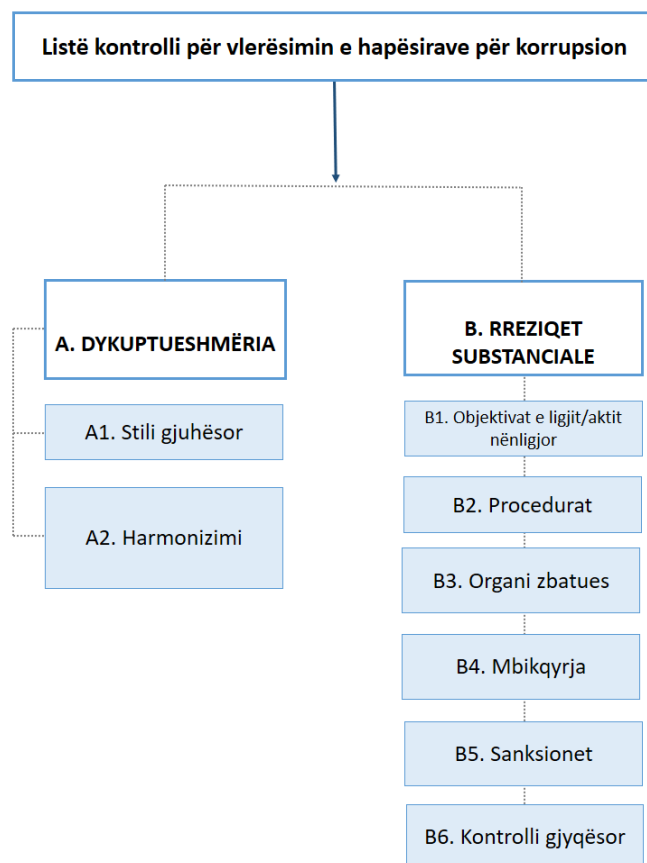 Listë kontrolli për vlerësimin e hapësirave për korrupsion
A. DYKUPTUESHMËRIA
A1. Stili gjuhësor
A2. Harmonizimi
B. RREZIQET
SUBSTANCIALE
B1. Objektivat e ligjit/aktit
nënligjor
B2. Procedurat
B3. Organi zbatues
B4. Mbikqyrja
B5. Sanksionet
B6. Kontrolli gjyqësor